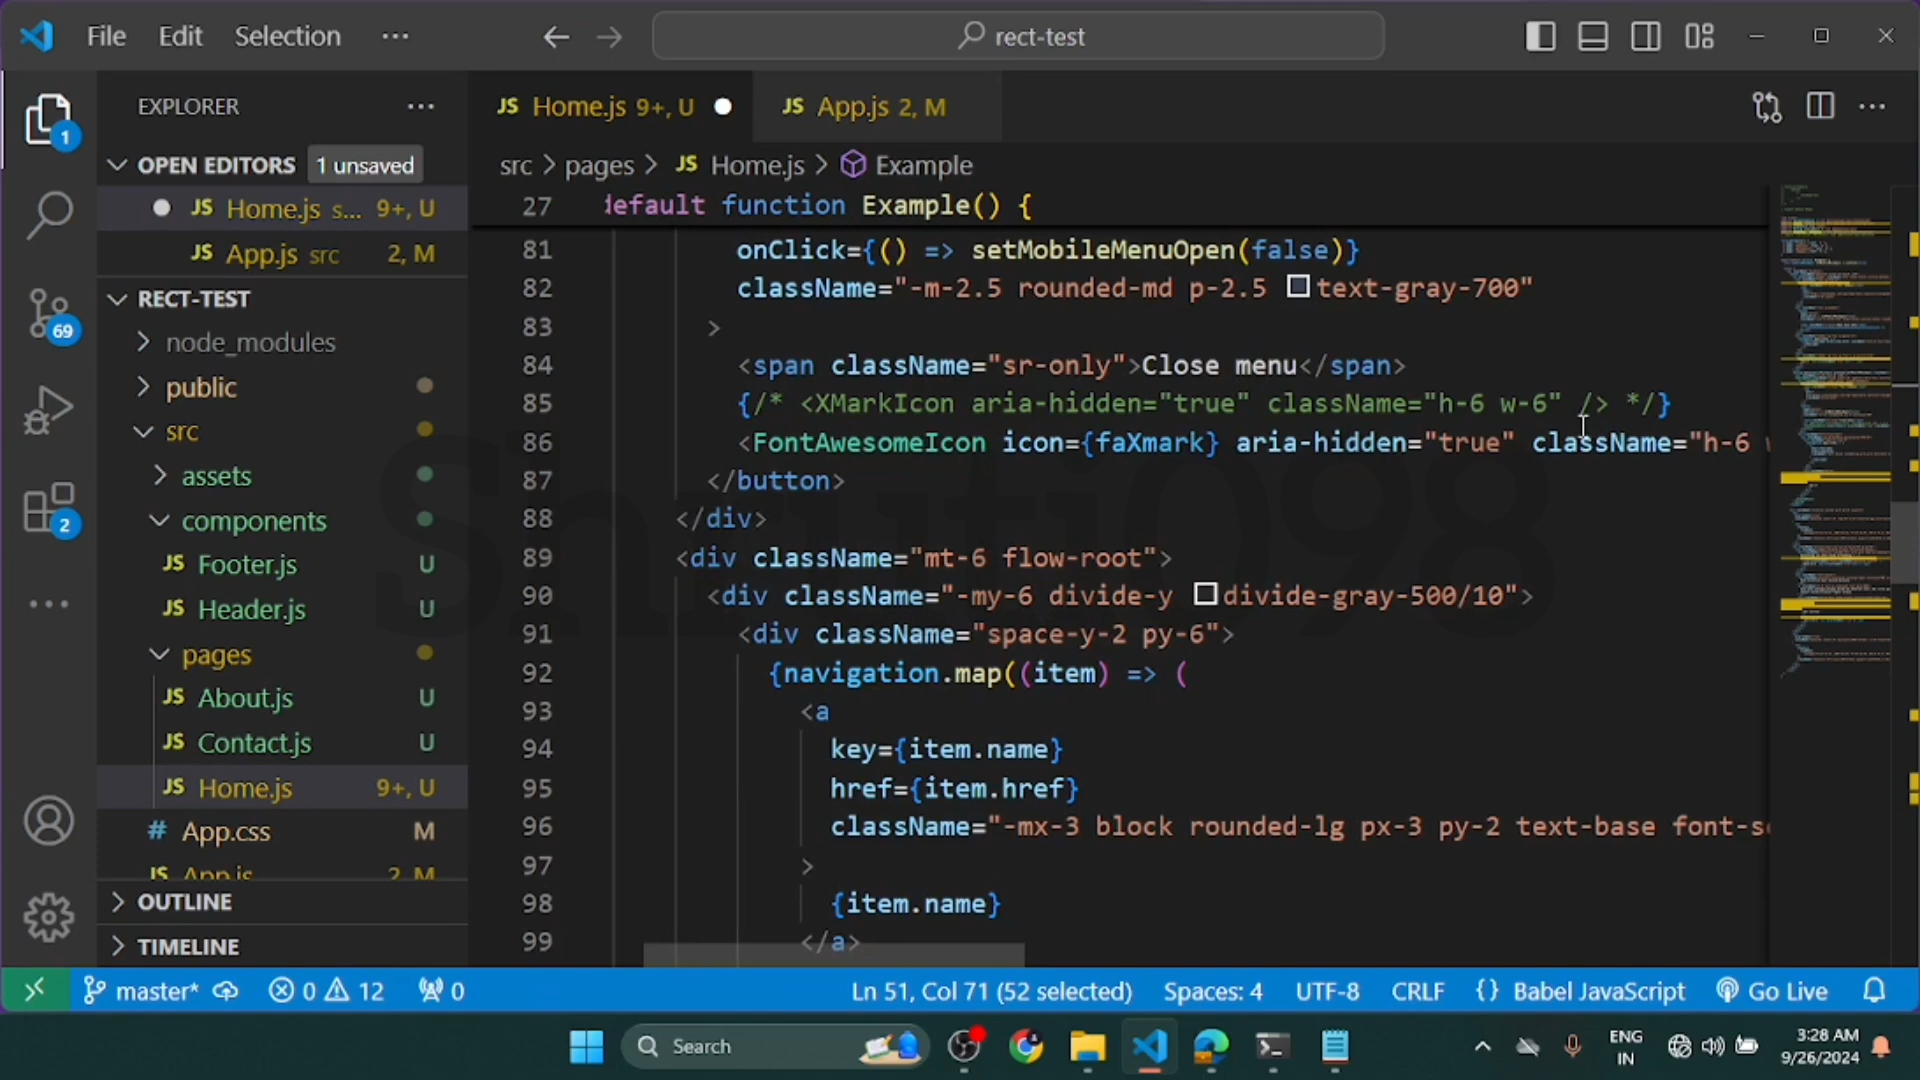 File Edit Selection ··· rect-test
EXPLORER ···
JS Home.js 9+, U
JS App.js 2, M
···
OPEN EDITORS 1 unsaved
src > pages > JS Home.js > Example
JS Home.js s... 9+, U
JS App.js src 2, M
RECT-TEST
node_modules
public
src
assets
components
JS Footer.js U
JS Header.js U
pages
JS About.js U
JS Contact.js U
JS Home.js 9+, U
# App.css M
JS App.js 2, M
OUTLINE
TIMELINE
1
69
2
27 default function Example() {
81 onClick={() => setMobileMenuOpen(false)}
82 className="-m-2.5 rounded-md p-2.5 text-gray-700"
83 >
84 <span className="sr-only">Close menu</span>
85 {/* <XMarkIcon aria-hidden="true" className="h-6 w-6" /> */}
86 <FontAwesomeIcon icon={faXmark} aria-hidden="true" className="h-6
87 </button>
88 </div>
89 <div className="mt-6 flow-root">
90 <div className="-my-6 divide-y divide-gray-500/10">
91 <div className="space-y-2 py-6">
92 {navigation.map((item) => (
93 <a
94 key={item.name}
95 href={item.href}
96 className="-mx-3 block rounded-lg px-3 py-2 text-base
97 >
98 {item.name}
99 </a>
Shruti098
master* 0 12 0 Ln 51, Col 71 (52 selected) Spaces: 4 UTF-8 CRLF {} Babel JavaScript Go Live
Search
ENG
IN
3:28 AM
9/26/2024